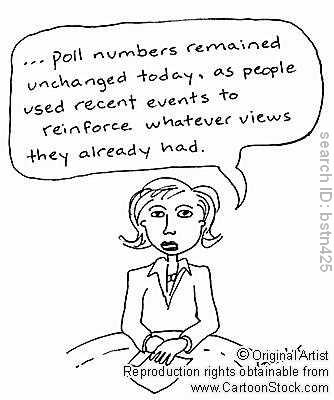 ... Poll numbers remained
unchanged today, as people
used recent events to
reinforce whatever views
they already had.
search ID: bstn425
© Original Artist
Reproduction rights obtainable from
www.CartoonStock.com